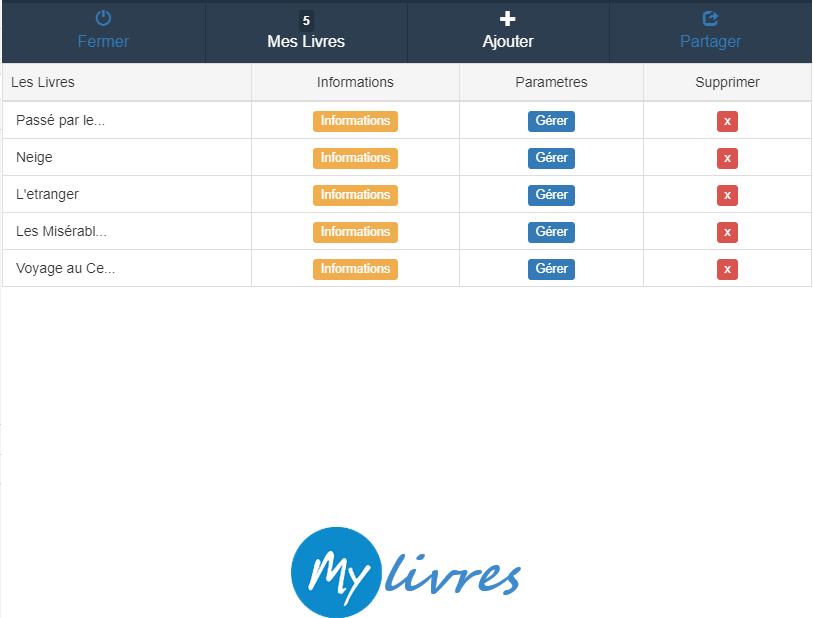 5
Fermer Mes Livres Ajouter Partager
Les Livres Informations Parametres Supprimer
Passé par le... Informations Gérer x
Neige Informations Gérer x
L'etranger Informations Gérer x
Les Misérabl... Informations Gérer x
Voyage au Ce... Informations Gérer x
My livres